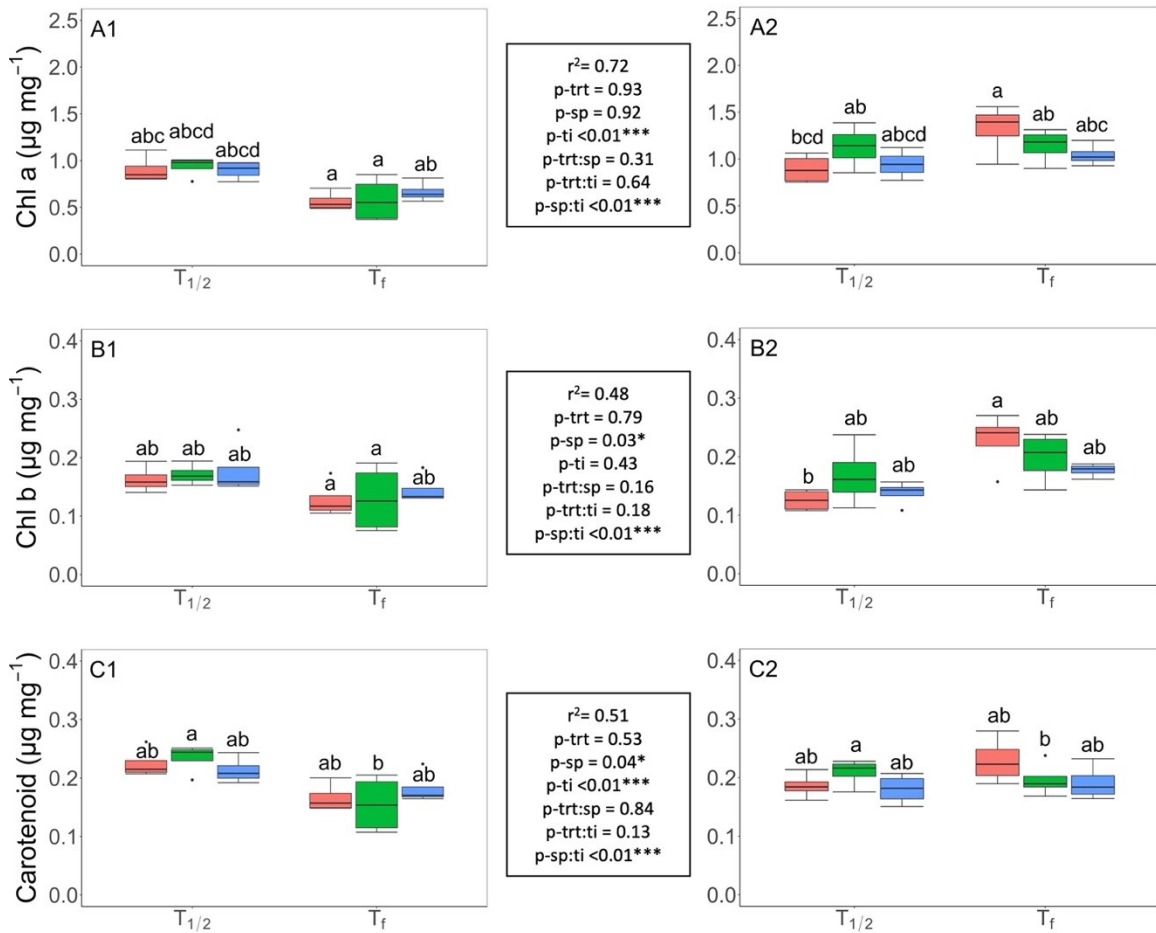 A1
Chl a (µg mg⁻¹)
2.5
2.0
1.5
1.0
0.5
0.0
abc abcd abcd
a a ab
T1/2 Tf
r²= 0.72
p-trt = 0.93
p-sp = 0.92
p-ti <0.01***
p-trt:sp = 0.31
p-trt:ti = 0.64
p-sp:ti <0.01***
A2
2.5
2.0
1.5
1.0
0.5
0.0
bcd ab abcd
a ab abc
T1/2 Tf
B1
Chl b (µg mg⁻¹)
0.4
0.3
0.2
0.1
0.0
ab ab ab
a a ab
T1/2 Tf
r²= 0.48
p-trt = 0.79
p-sp = 0.03*
p-ti = 0.43
p-trt:sp = 0.16
p-trt:ti = 0.18
p-sp:ti <0.01***
B2
0.4
0.3
0.2
0.1
0.0
b ab ab
a ab ab
T1/2 Tf
C1
Carotenoid (µg mg⁻¹)
0.4
0.3
0.2
0.1
0.0
ab a ab
ab b ab
T1/2 Tf
r²= 0.51
p-trt = 0.53
p-sp = 0.04*
p-ti <0.01***
p-trt:sp = 0.84
p-trt:ti = 0.13
p-sp:ti <0.01***
C2
0.4
0.3
0.2
0.1
0.0
ab a ab
ab b ab
T1/2 Tf